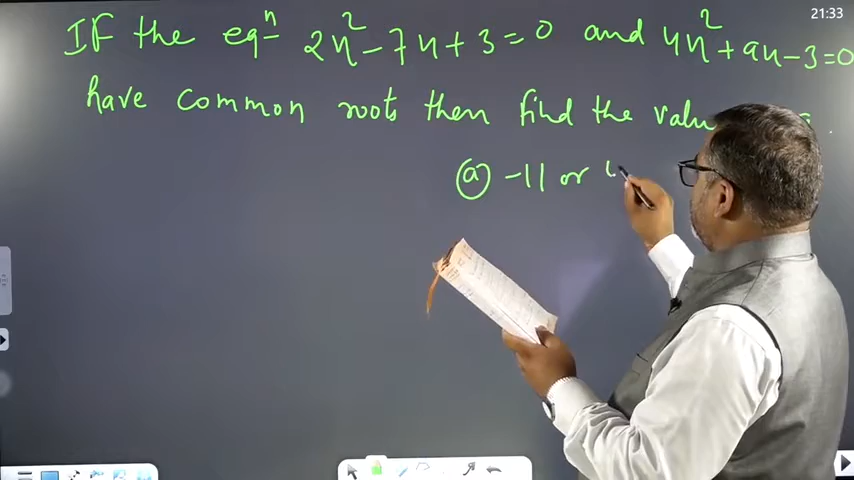 21:33
IF the eqn 2x² - 7x + 3 = 0 and 4x² + ax - 3 = 0
have common roots then find the
(a) -11 or